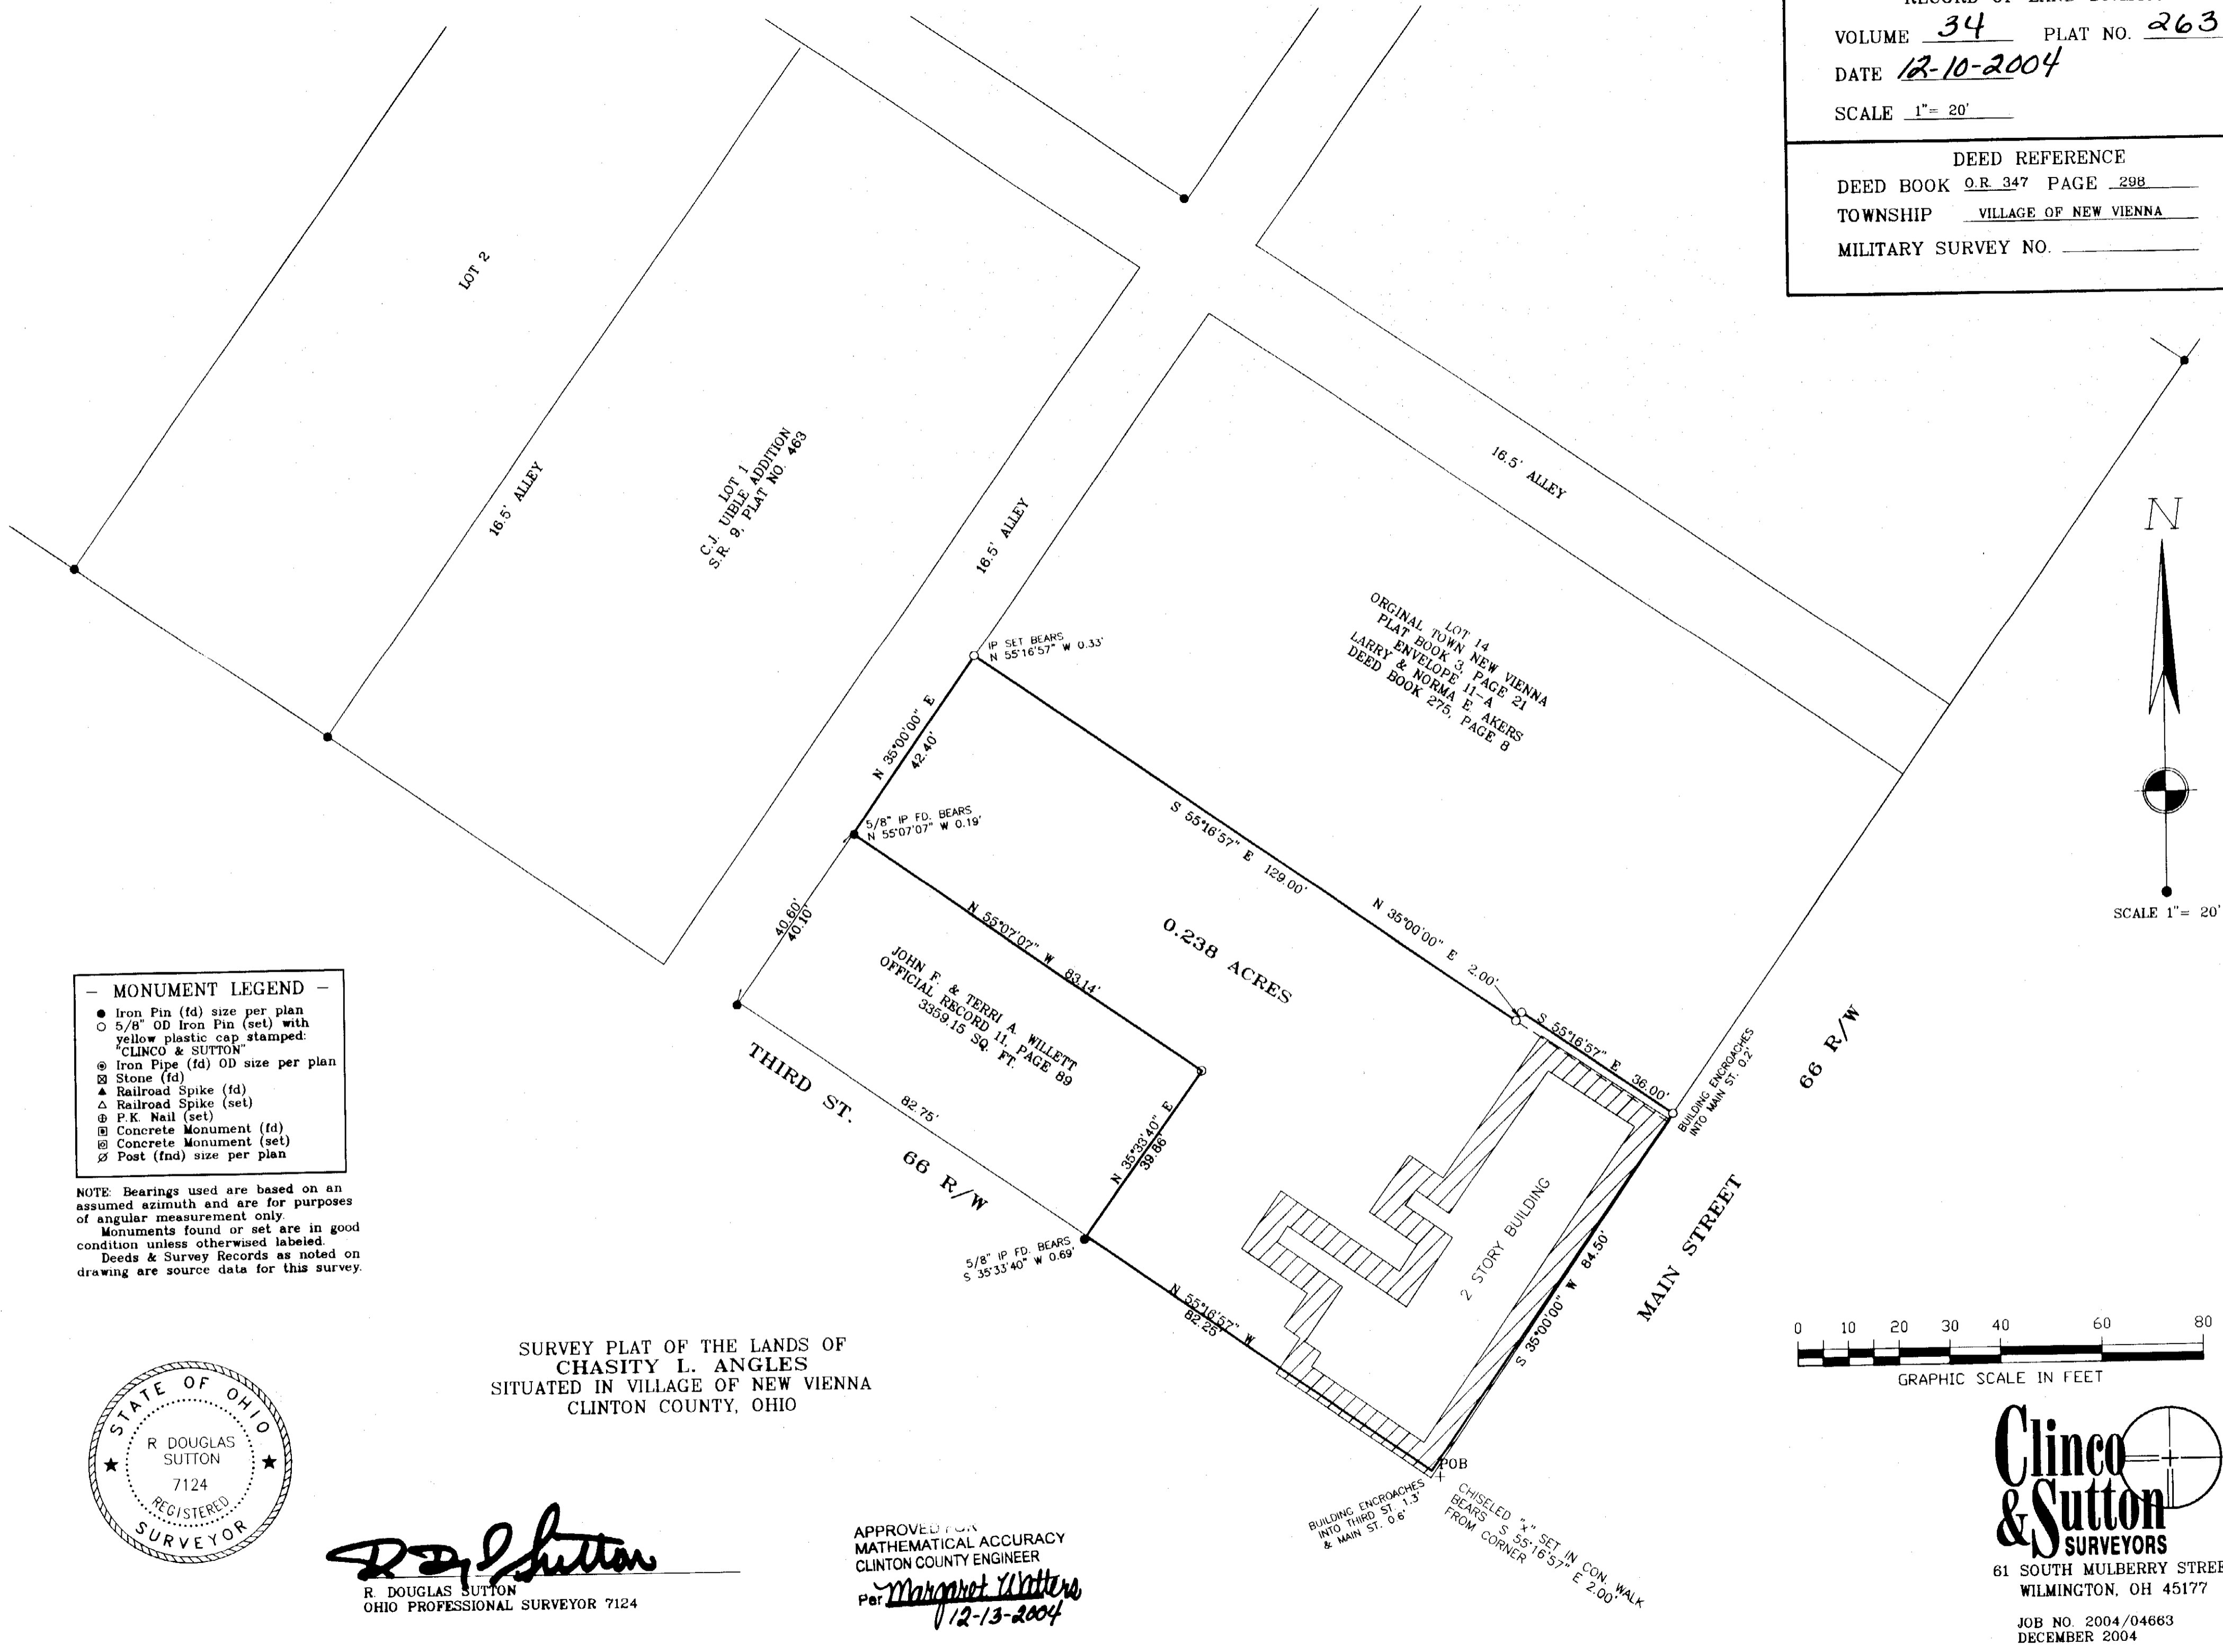 VOLUME 34 PLAT NO. 263
DATE 12-10-2004
SCALE 1"= 20'
DEED REFERENCE
DEED BOOK O.R. 347 PAGE 298
TOWNSHIP VILLAGE OF NEW VIENNA
MILITARY SURVEY NO.
LOT 2
16.5' ALLEY
LOT 1
C.J. UIBLE ADDITION
S.R. 9, PLAT NO. 463
16.5' ALLEY
16.5' ALLEY
LOT 14
ORGINAL TOWN NEW VIENNA
PLAT BOOK 3, PAGE 21
ENVELOPE 11-A
LARRY & NORMA E. AKERS
DEED BOOK 275, PAGE 8
N
SCALE 1"= 20'
IP SET BEARS
N 55°16'57" W 0.33'
N 35°00'00" E
42.40'
5/8" IP FD. BEARS
N 55°07'07" W 0.19'
S 55°16'57" E 129.00'
N 35°00'00" E 2.00'
S 55°16'57" E 36.00'
40.60'
40.10'
N 55°07'07" W 83.14'
0.238 ACRES
JOHN F. & TERRI A. WILLETT
OFFICIAL RECORD 11, PAGE 89
3359.15 SQ. FT.
THIRD ST.
66 R/W
82.75'
N 35°33'40" E
39.86'
5/8" IP FD. BEARS
S 35°33'40" W 0.69'
N 55°16'57" W
82.25'
2 STORY BUILDING
S 35°00'00" W 84.50'
BUILDING ENCROACHES
INTO MAIN ST. 0.2'
MAIN STREET
66 R/W
POB
BUILDING ENCROACHES
INTO THIRD ST. 1.3'
& MAIN ST. 0.6'
CHISELED "x" SET IN CON. WALK
BEARS S 55°16'57" E 2.00'
FROM CORNER
- MONUMENT LEGEND -
Iron Pin (fd) size per plan
5/8" OD Iron Pin (set) with
yellow plastic cap stamped:
"CLINCO & SUTTON"
Iron Pipe (fd) OD size per plan
Stone (fd)
Railroad Spike (fd)
Railroad Spike (set)
P.K. Nail (set)
Concrete Monument (fd)
Concrete Monument (set)
Post (fnd) size per plan
NOTE: Bearings used are based on an
assumed azimuth and are for purposes
of angular measurement only.
Monuments found or set are in good
condition unless otherwised labeled.
Deeds & Survey Records as noted on
drawing are source data for this survey.
SURVEY PLAT OF THE LANDS OF
CHASITY L. ANGLES
SITUATED IN VILLAGE OF NEW VIENNA
CLINTON COUNTY, OHIO
STATE OF OHIO
R DOUGLAS
SUTTON
7124
REGISTERED
SURVEYOR
R D Sutton
R. DOUGLAS SUTTON
OHIO PROFESSIONAL SURVEYOR 7124
APPROVED FOR
MATHEMATICAL ACCURACY
CLINTON COUNTY ENGINEER
Per Margaret Watters
12-13-2004
0 10 20 30 40 60 80
GRAPHIC SCALE IN FEET
Clinco
& Sutton
SURVEYORS
61 SOUTH MULBERRY STREE
WILMINGTON, OH 45177
JOB NO. 2004/04663
DECEMBER 2004